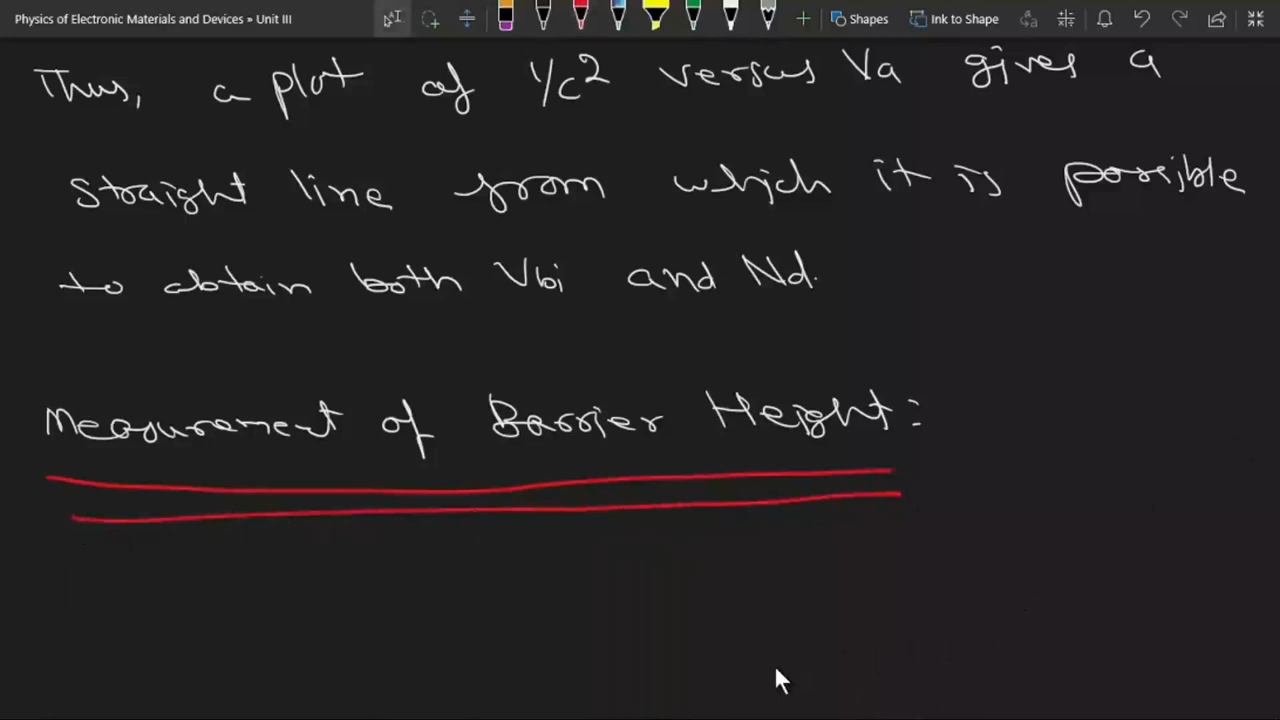 Physics of Electronic Materials and Devices » Unit III
Shapes
Ink to Shape
Thus, a plot of 1/c² versus Va gives a
straight line from which it is possible
to obtain both Vbi and Nd.
Measurement of Barrier Height: